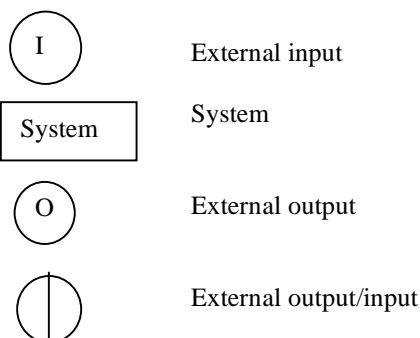 I External input
System System
O External output
External output/input